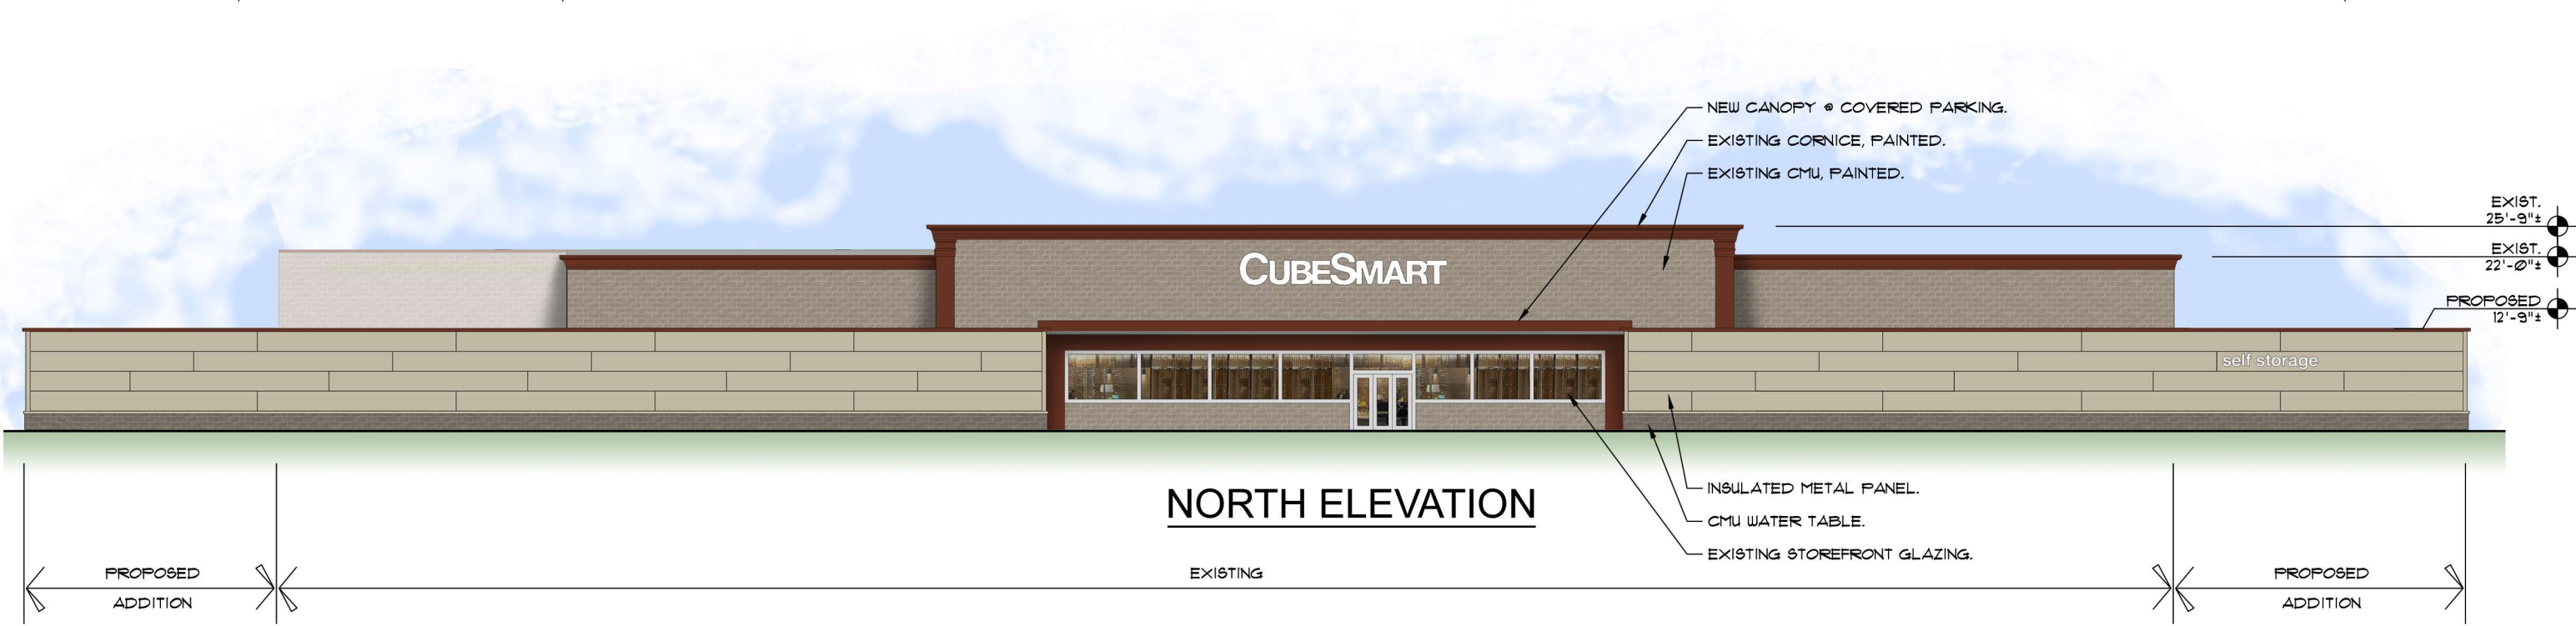 NEW CANOPY @ COVERED PARKING.
EXISTING CORNICE, PAINTED.
EXISTING CMU, PAINTED.
EXIST.
25'-9"±
EXIST.
22'-0"±
PROPOSED
12'-9"±
CUBESMART
self storage
INSULATED METAL PANEL.
CMU WATER TABLE.
EXISTING STOREFRONT GLAZING.
NORTH ELEVATION
PROPOSED
ADDITION
EXISTING
PROPOSED
ADDITION